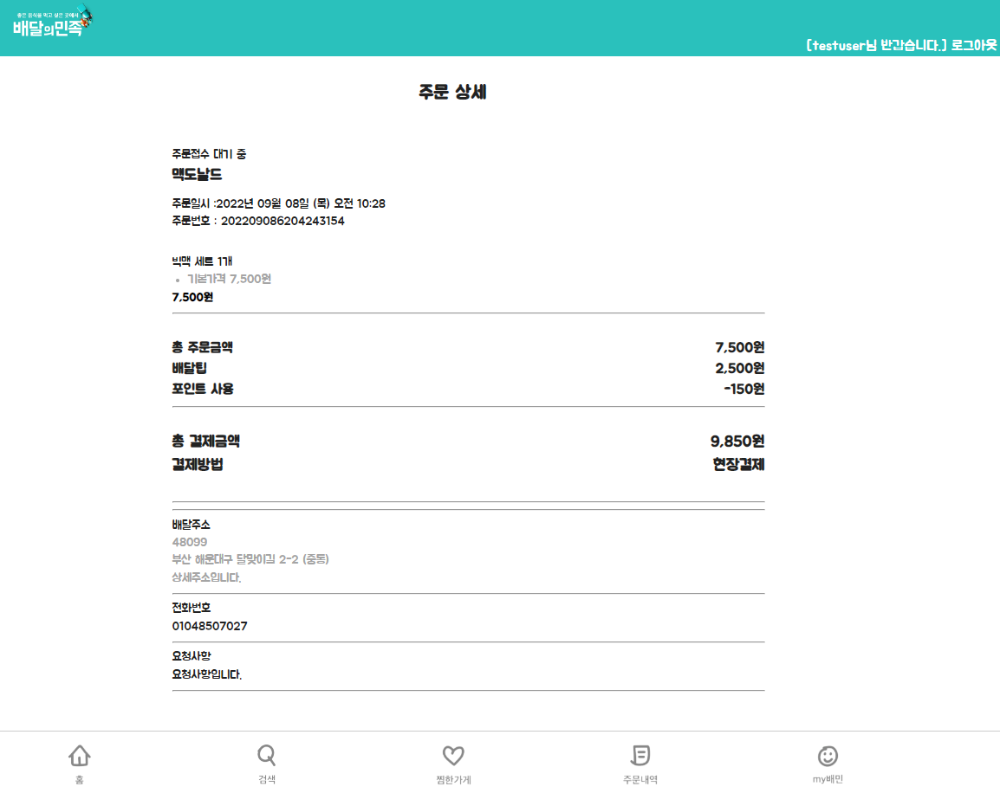 좋은 음식을 먹고 싶은 곳에서
배달의민족
[testuser님 반갑습니다.] 로그아웃
주문 상세
주문접수 대기 중
맥도날드
주문일시 :2022년 09월 08일 (목) 오전 10:28
주문번호 : 202209086204243154
빅맥 세트 1개
• 기본가격 7,500원
7,500원
총 주문금액 7,500원
배달팁 2,500원
포인트 사용 -150원
총 결제금액 9,850원
결제방법 현장결제
배달주소
48099
부산 해운대구 달맞이길 2-2 (중동)
상세주소입니다.
전화번호
01048507027
요청사항
요청사항입니다.
홈 검색 찜한가게 주문내역 my배민